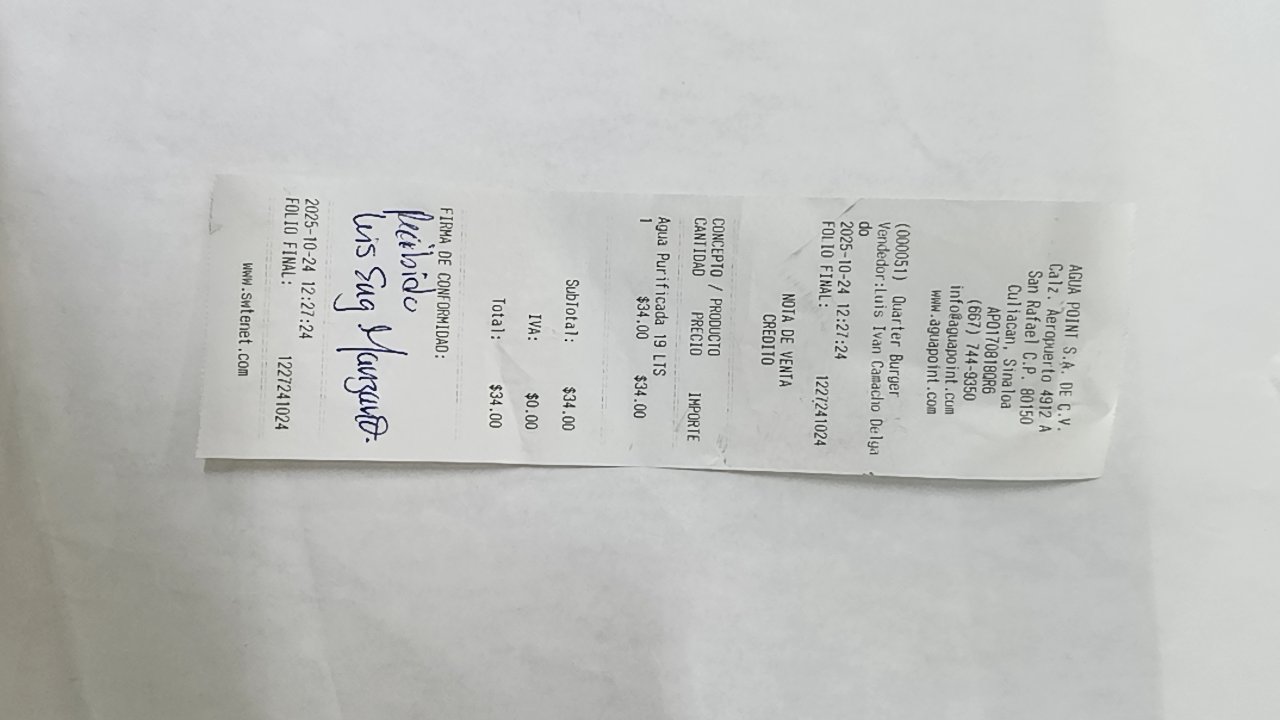 AGUA POINT S.A. DE C.V.
Calz. Aeropuerto 4912 A
San Rafael C.P. 80150
Culiacan, Sinaloa
APO170818QR6
(667) 744-9350
info@aguapoint.com
www.aguapoint.com
(000051) Quarter Burger
Vendedor:Luis Ivan Camacho Delga
do
2025-10-24 12:27:24
FOLIO FINAL: 1227241024
NOTA DE VENTA
CREDITO
CONCEPTO / PRODUCTO
CANTIDAD PRECIO IMPORTE
Agua Purificada 19 LTS
1 $34.00 $34.00
SubTotal: $34.00
IVA: $0.00
Total: $34.00
FIRMA DE CONFORMIDAD:
Recibido
Luis Manzano.
2025-10-24 12:27:24
FOLIO FINAL: 1227241024
www.swtenet.com